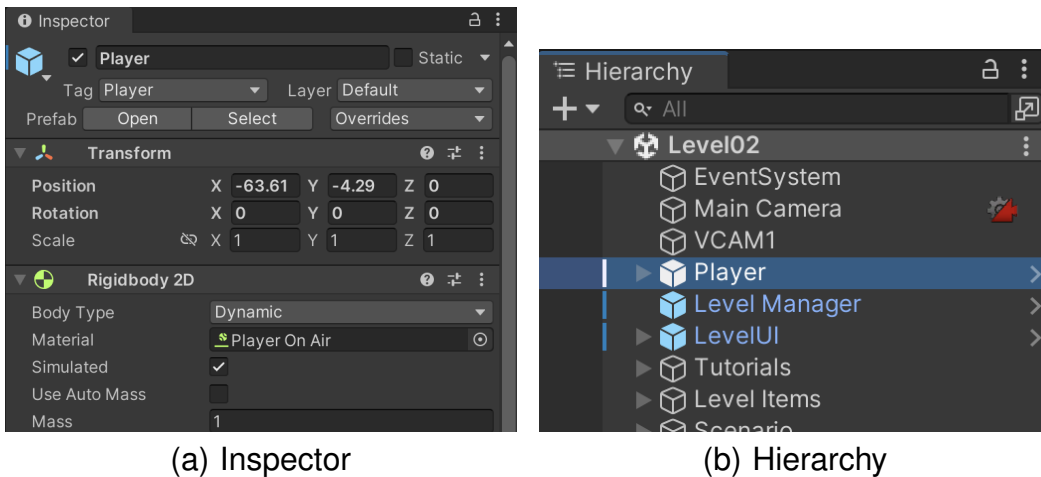 Inspector
Player
Static
Tag Player Layer Default
Prefab Open Select Overrides
Transform
Position X -63.61 Y -4.29 Z 0
Rotation X 0 Y 0 Z 0
Scale X 1 Y 1 Z 1
Rigidbody 2D
Body Type Dynamic
Material Player On Air
Simulated
Use Auto Mass
Mass 1
(a) Inspector
Hierarchy
All
Level02
EventSystem
Main Camera
VCAM1
Player
Level Manager
LevelUI
Tutorials
Level Items
Scenario
(b) Hierarchy